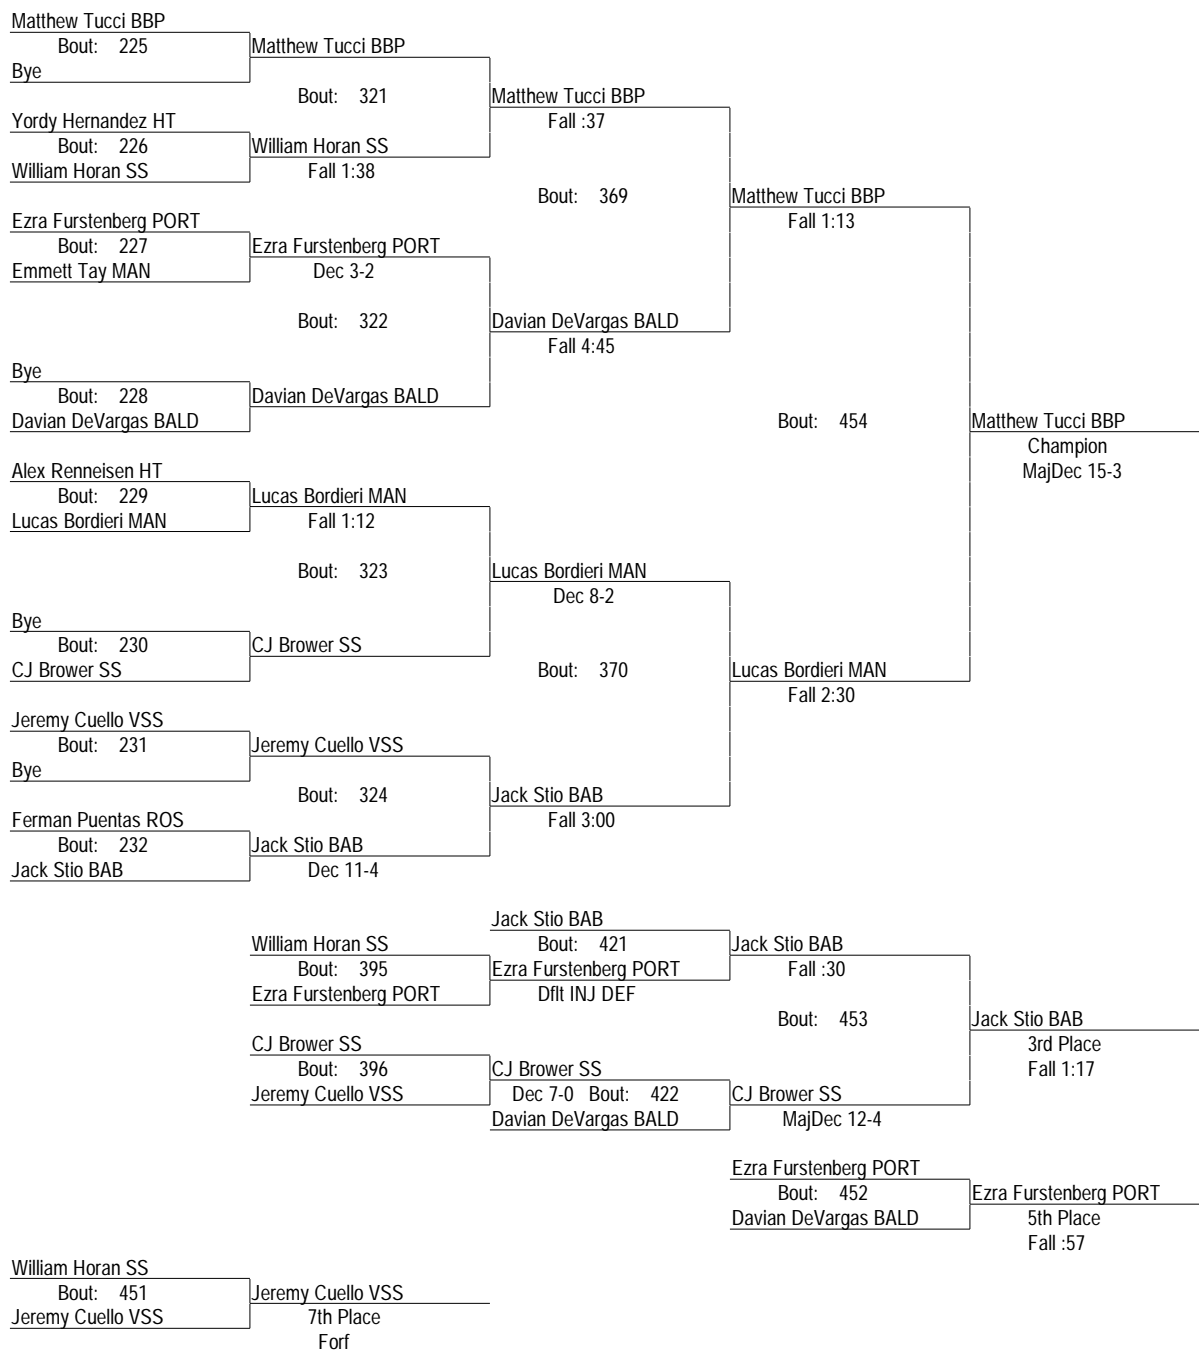 Matthew Tucci BBP
Bout: 225 Matthew Tucci BBP
Bye
Bout: 321 Matthew Tucci BBP
Yordy Hernandez HT Fall :37
Bout: 226 William Horan SS
William Horan SS Fall 1:38
Bout: 369 Matthew Tucci BBP
Ezra Furstenberg PORT Fall 1:13
Bout: 227 Ezra Furstenberg PORT
Emmett Tay MAN Dec 3-2
Bout: 322 Davian DeVargas BALD
Fall 4:45
Bye
Bout: 228 Davian DeVargas BALD
Davian DeVargas BALD Bout: 454 Matthew Tucci BBP
Champion
Alex Renneisen HT MajDec 15-3
Bout: 229 Lucas Bordieri MAN
Lucas Bordieri MAN Fall 1:12
Bout: 323 Lucas Bordieri MAN
Dec 8-2
Bye
Bout: 230 CJ Brower SS
CJ Brower SS Bout: 370 Lucas Bordieri MAN
Fall 2:30
Jeremy Cuello VSS
Bout: 231 Jeremy Cuello VSS
Bye
Bout: 324 Jack Stio BAB
Ferman Puentas ROS Fall 3:00
Bout: 232 Jack Stio BAB
Jack Stio BAB Dec 11-4
Jack Stio BAB
William Horan SS Bout: 421 Jack Stio BAB
Bout: 395 Ezra Furstenberg PORT Fall :30
Ezra Furstenberg PORT Dflt INJ DEF
Bout: 453 Jack Stio BAB
CJ Brower SS 3rd Place
Bout: 396 CJ Brower SS Fall 1:17
Jeremy Cuello VSS Dec 7-0 Bout: 422 CJ Brower SS
Davian DeVargas BALD MajDec 12-4
Ezra Furstenberg PORT
Bout: 452 Ezra Furstenberg PORT
Davian DeVargas BALD 5th Place
Fall :57
William Horan SS
Bout: 451 Jeremy Cuello VSS
Jeremy Cuello VSS 7th Place
Forf